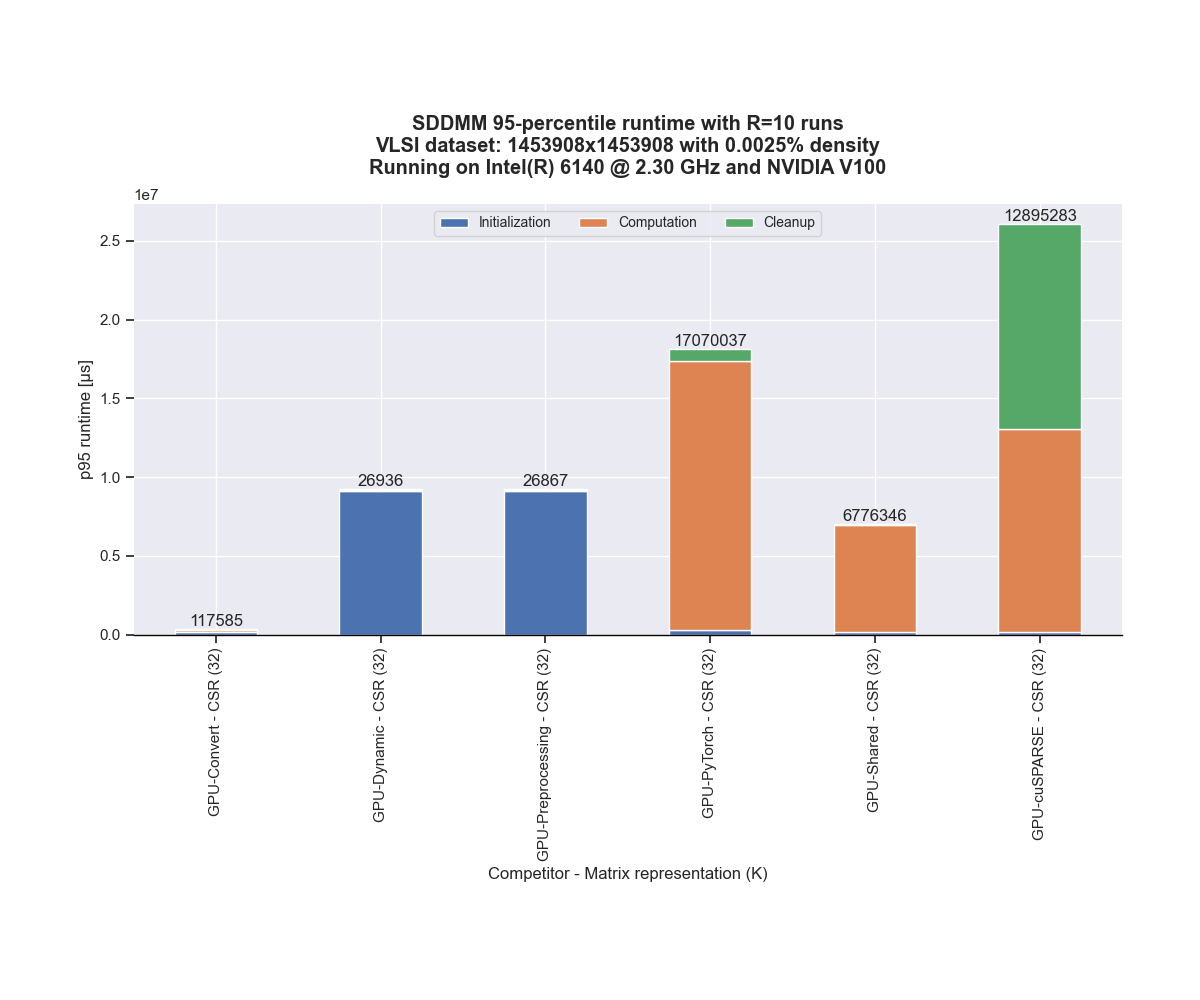 SDDMM 95-percentile runtime with R=10 runs
VLSI dataset: 1453908x1453908 with 0.0025% density
Running on Intel(R) 6140 @ 2.30 GHz and NVIDIA V100
1e7
Initialization
Computation
Cleanup
2.5
2.0
1.5
1.0
0.5
0.0
p95 runtime [μs]
117585
26936
26867
17070037
6776346
12895283
GPU-Convert - CSR (32)
GPU-Dynamic - CSR (32)
GPU-Preprocessing - CSR (32)
GPU-PyTorch - CSR (32)
GPU-Shared - CSR (32)
GPU-cuSPARSE - CSR (32)
Competitor - Matrix representation (K)